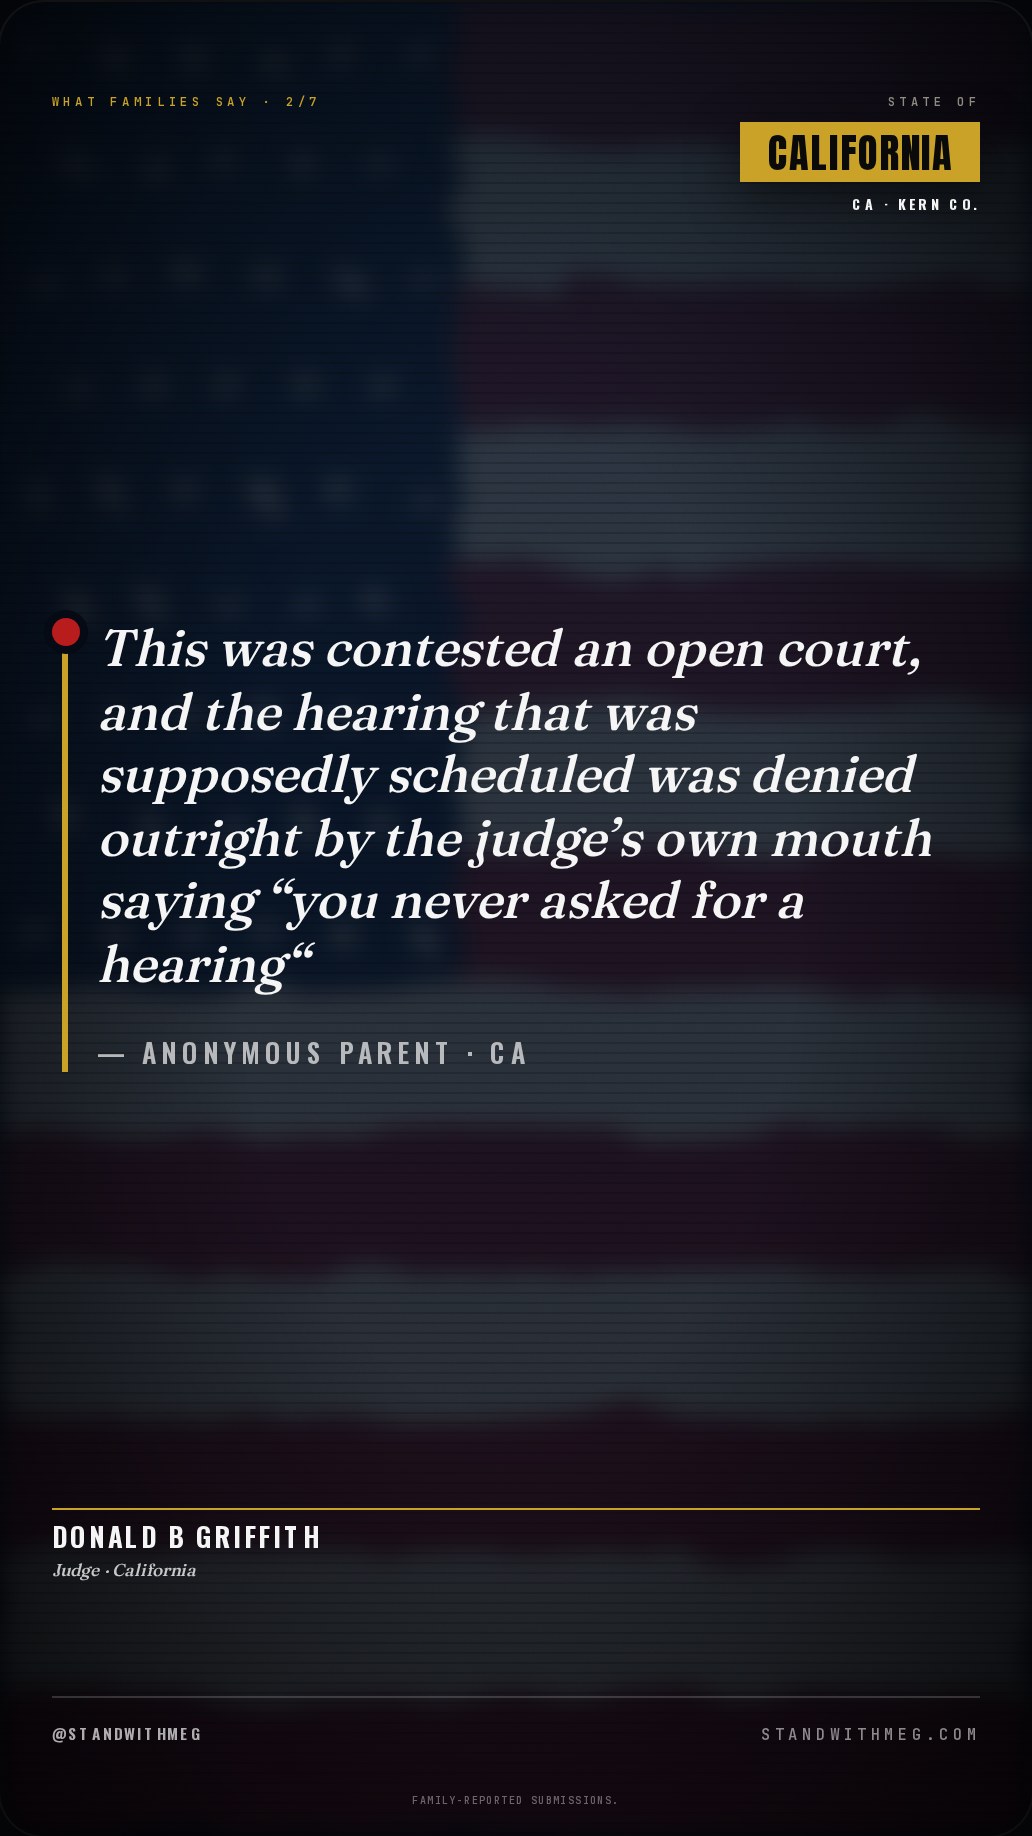 WHAT FAMILIES SAY · 2/7
STATE OF
CALIFORNIA
CA · KERN CO.
This was contested an open court,
and the hearing that was
supposedly scheduled was denied
outright by the judge’s own mouth
saying “you never asked for a
hearing“
— ANONYMOUS PARENT · CA
DONALD B GRIFFITH
Judge · California
@STANDWITHMEG
STANDWITHMEG.COM
FAMILY-REPORTED SUBMISSIONS.